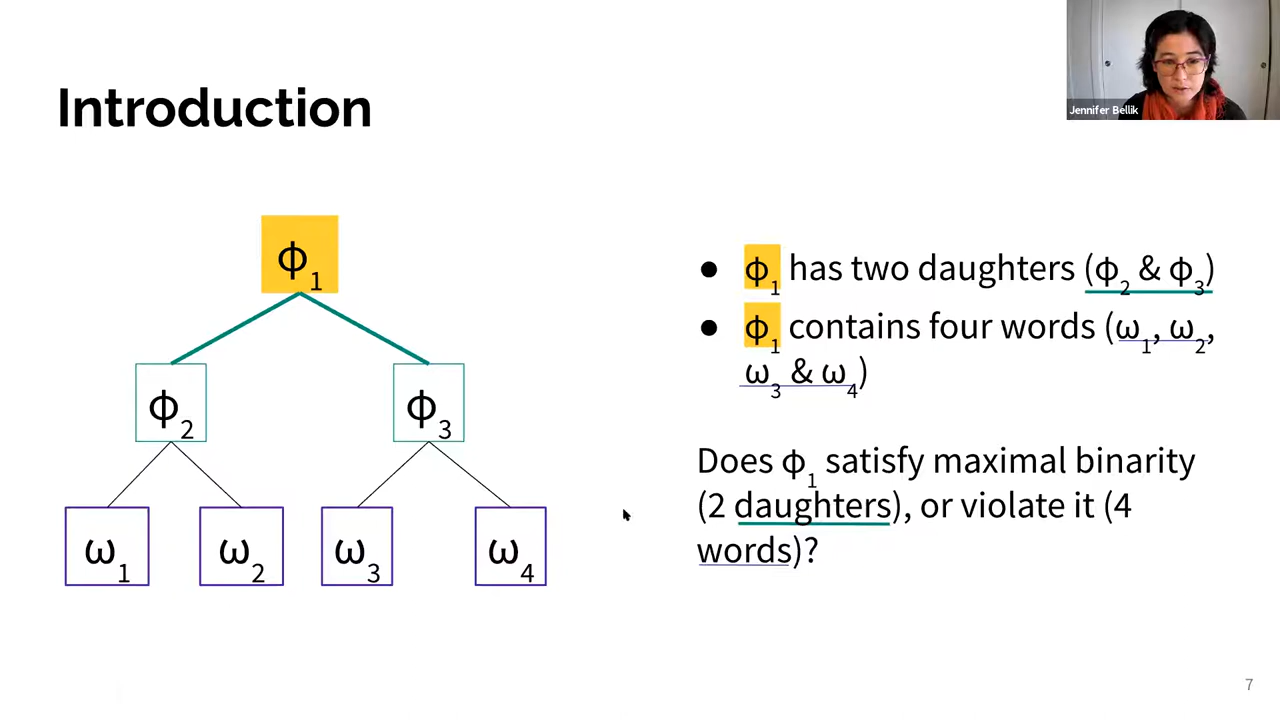 Jennifer Bellik
Introduction
ϕ1
ϕ2
ϕ3
ω1
ω2
ω3
ω4
● ϕ1 has two daughters (ϕ2 & ϕ3)
● ϕ1 contains four words (ω1, ω2,
ω3 & ω4)
Does ϕ1 satisfy maximal binarity
(2 daughters), or violate it (4
words)?
7